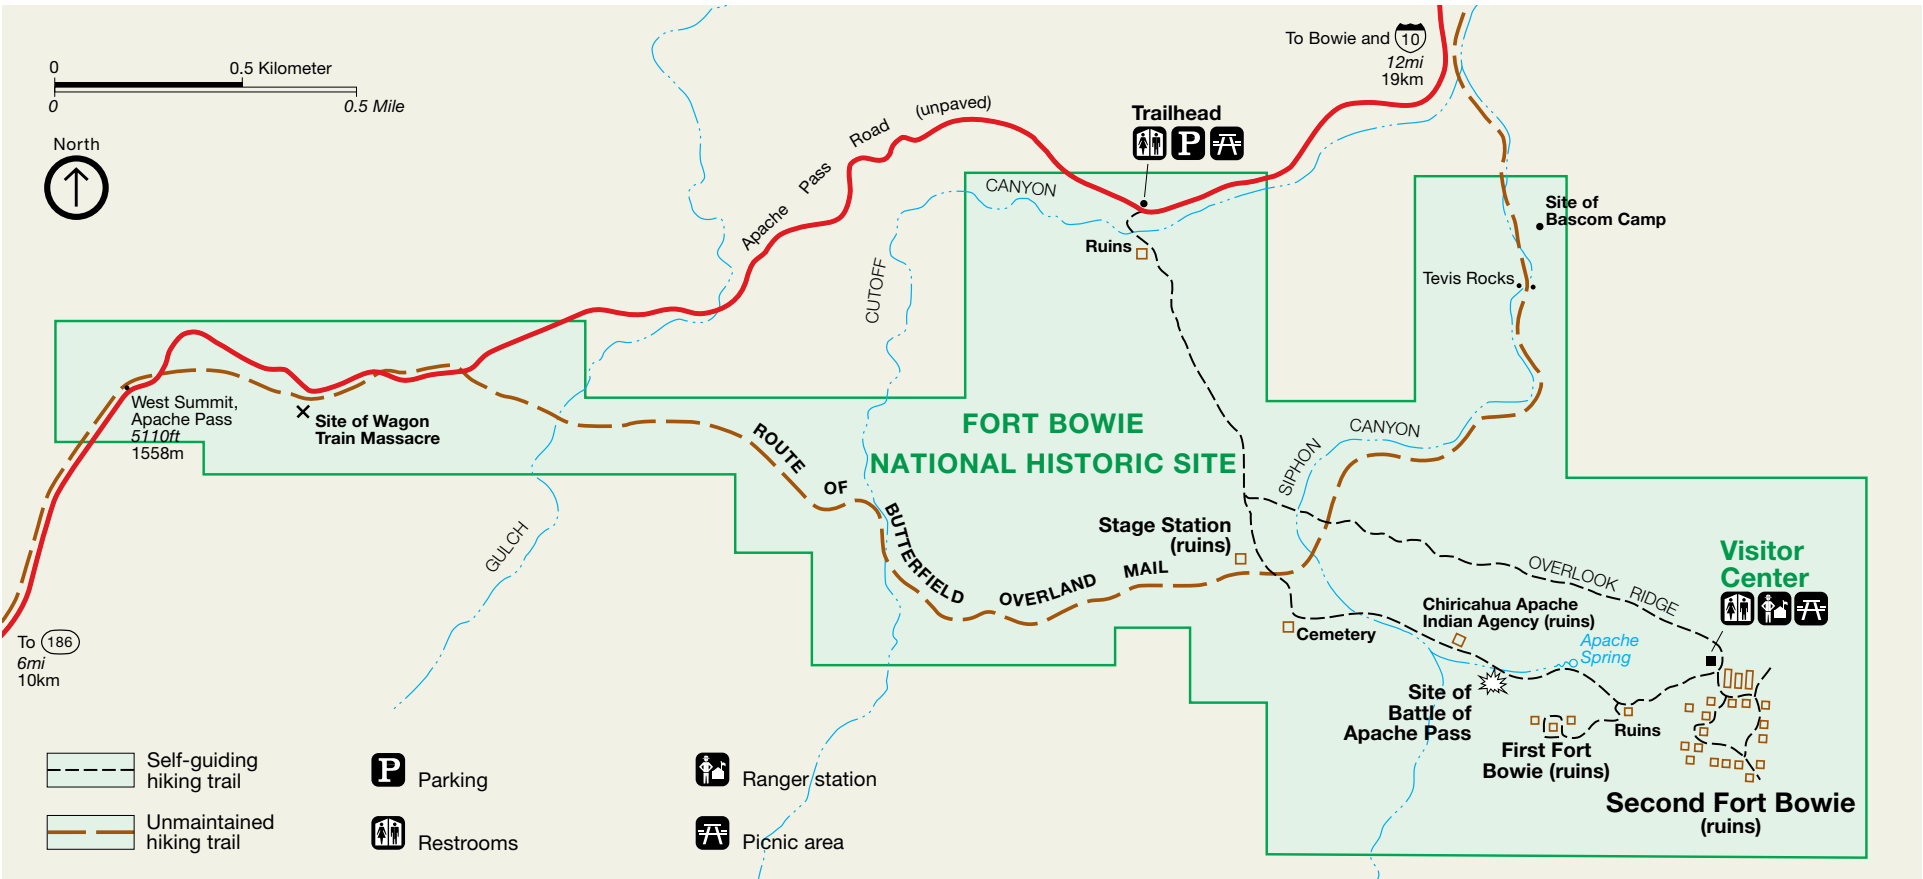 0 0.5 Kilometer
0 0.5 Mile
North
To Bowie and 10
12mi
19km
Trailhead
P
Apache Pass Road (unpaved)
CANYON
CUTOFF
Ruins
Site of
Bascom Camp
Tevis Rocks
West Summit,
Apache Pass
5110ft
1558m
Site of Wagon
Train Massacre
FORT BOWIE
NATIONAL HISTORIC SITE
SIPHON CANYON
ROUTE OF BUTTERFIELD OVERLAND MAIL
GULCH
Stage Station
(ruins)
OVERLOOK RIDGE
Visitor
Center
Chiricahua Apache
Indian Agency (ruins)
Cemetery
Apache
Spring
To 186
6mi
10km
Site of
Battle of
Apache Pass
Ruins
First Fort
Bowie (ruins)
Second Fort Bowie
(ruins)
Self-guiding
hiking trail
P Parking
Ranger station
Unmaintained
hiking trail
Restrooms
Picnic area